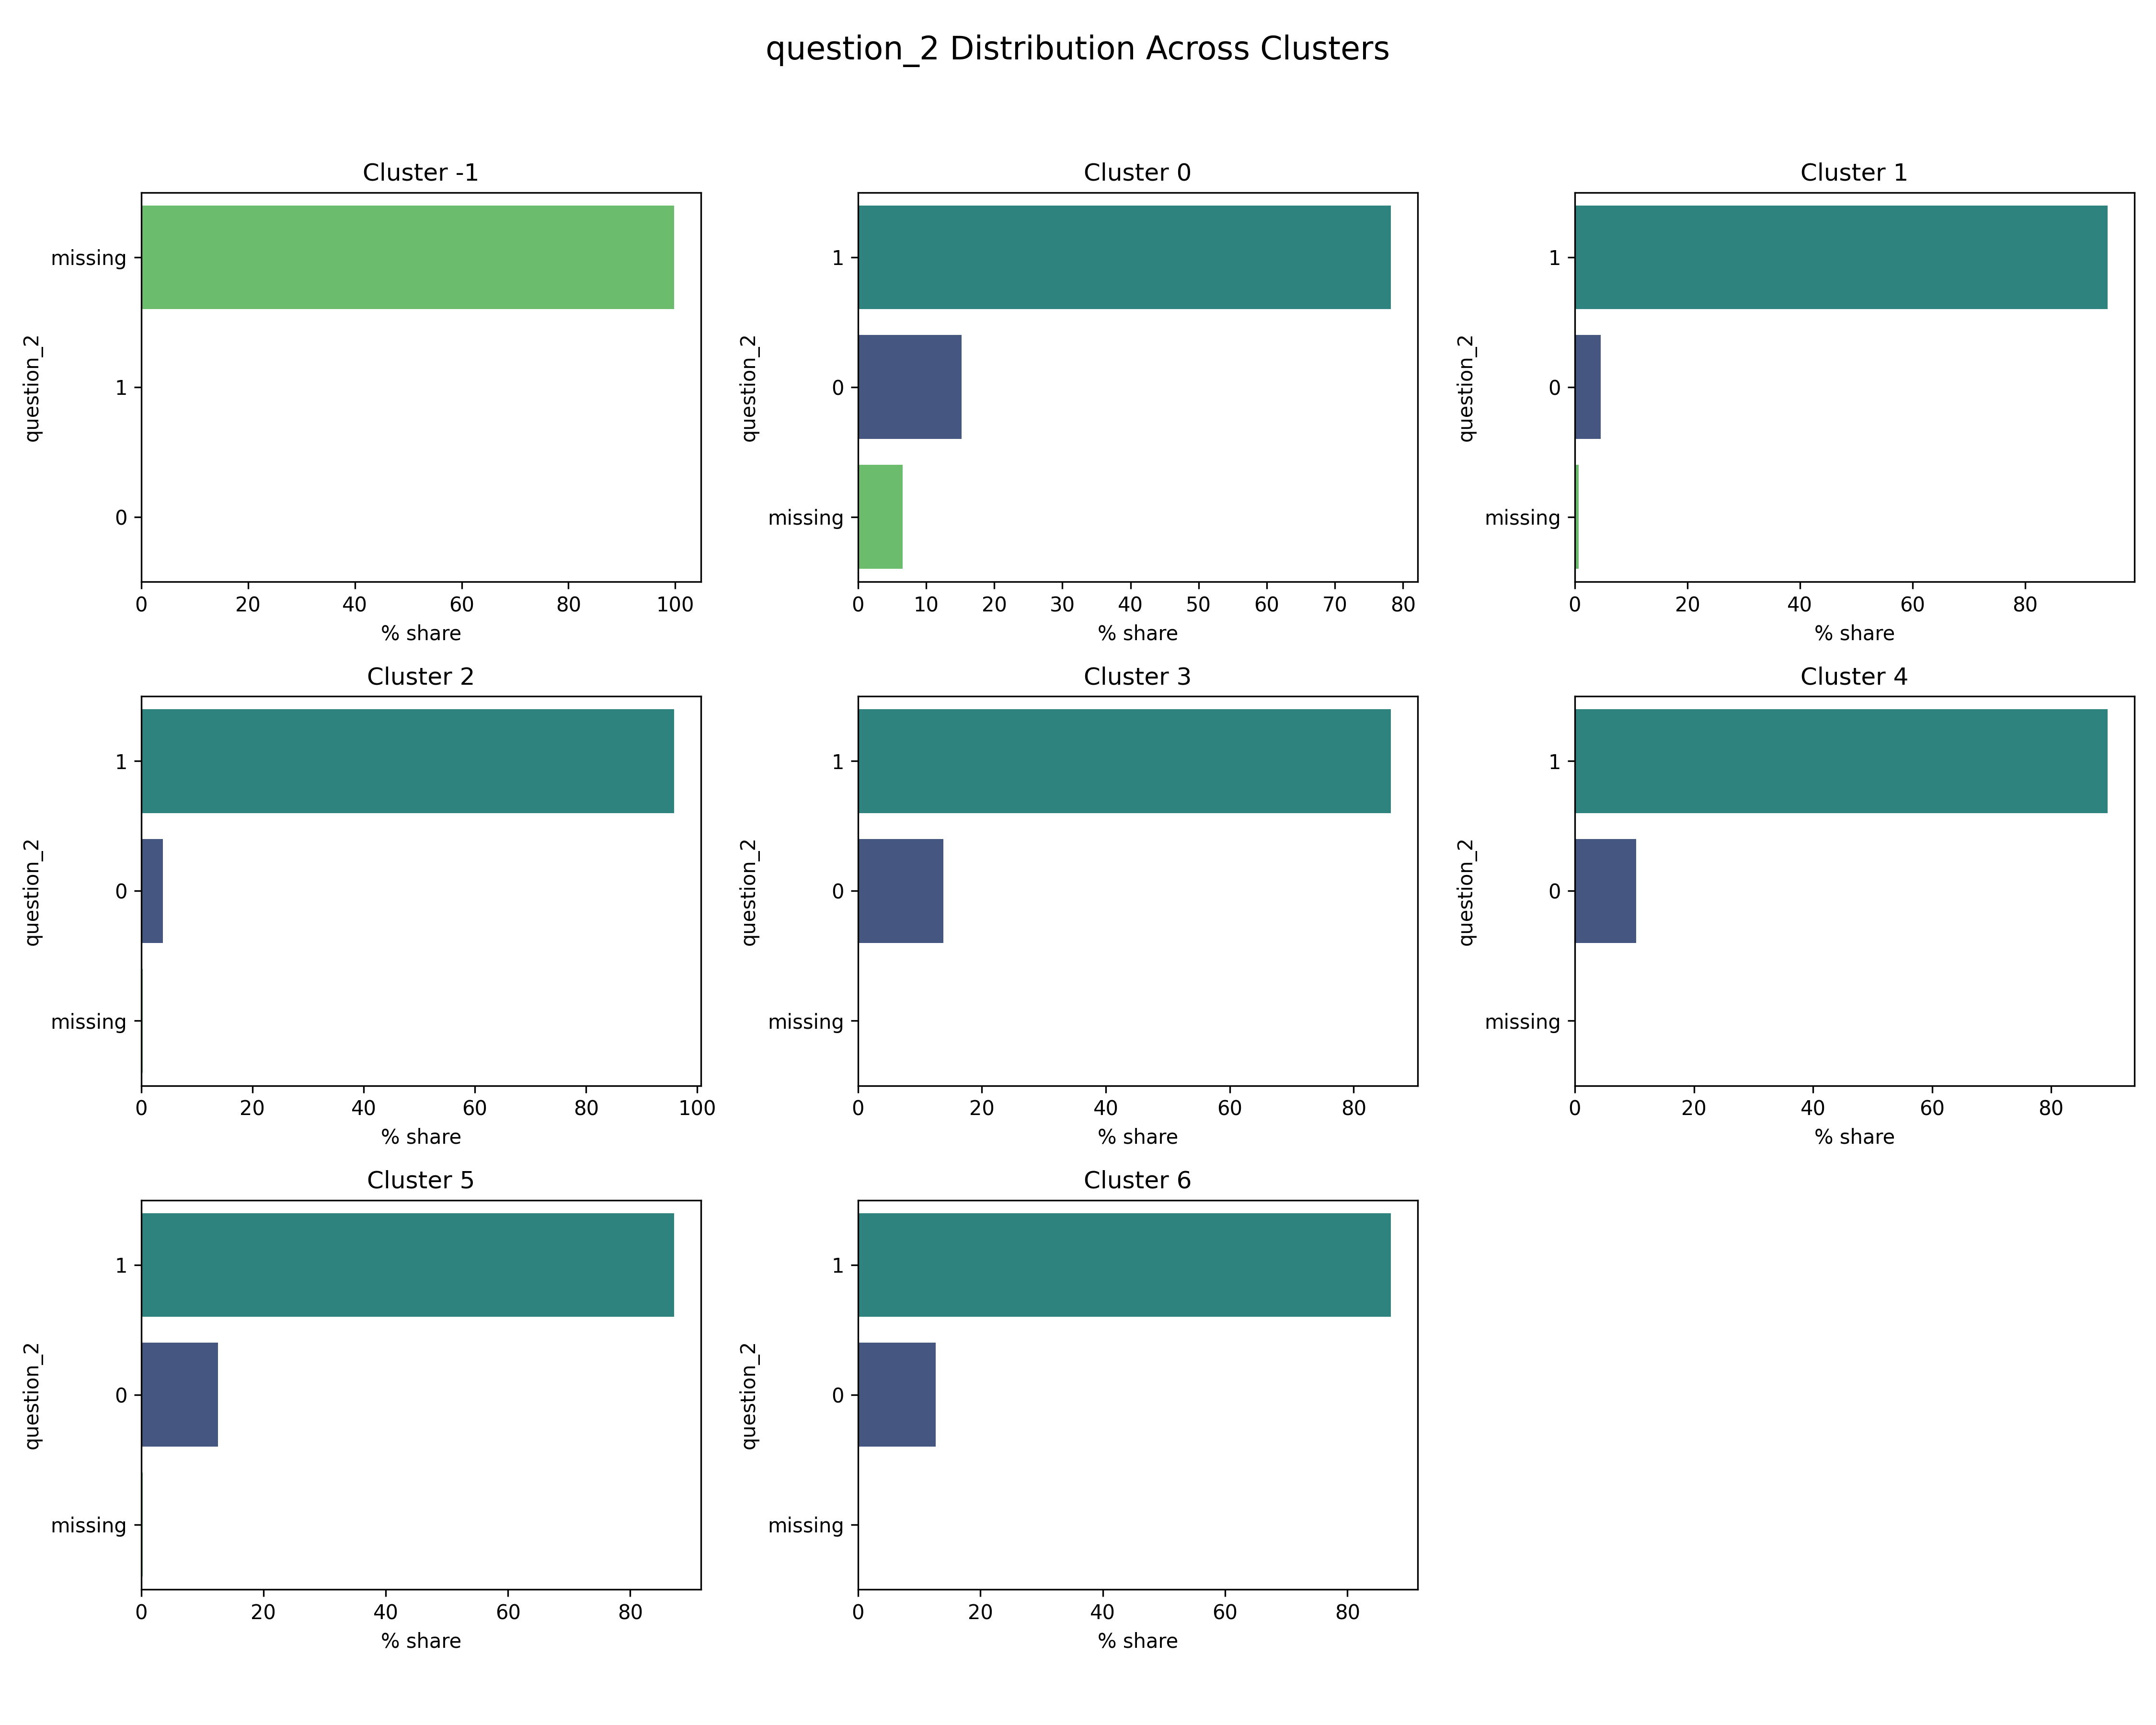 question_2 Distribution Across Clusters
Cluster -1
missing
1
0
question_2
0 20 40 60 80 100
% share
Cluster 0
1
0
missing
question_2
0 10 20 30 40 50 60 70 80
% share
Cluster 1
1
0
missing
question_2
0 20 40 60 80
% share
Cluster 2
1
0
missing
question_2
0 20 40 60 80 100
% share
Cluster 3
1
0
missing
question_2
0 20 40 60 80
% share
Cluster 4
1
0
missing
question_2
0 20 40 60 80
% share
Cluster 5
1
0
missing
question_2
0 20 40 60 80
% share
Cluster 6
1
0
missing
question_2
0 20 40 60 80
% share